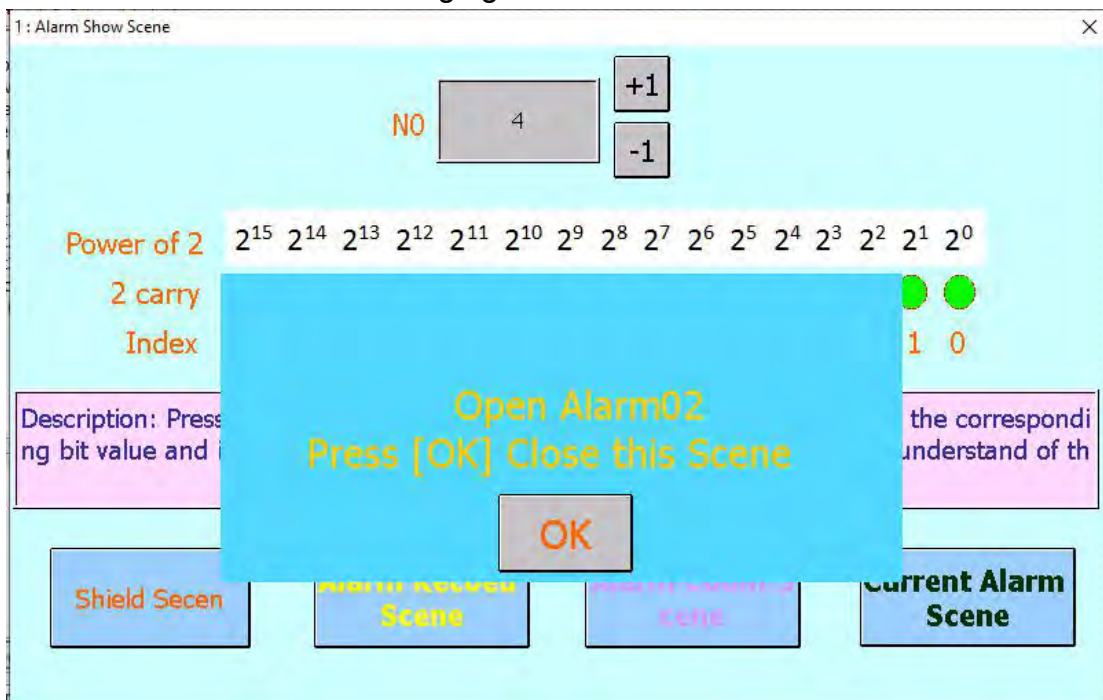 1 : Alarm Show Scene
NO 4 +1
-1
Power of 2 2¹⁵ 2¹⁴ 2¹³ 2¹² 2¹¹ 2¹⁰ 2⁹ 2⁸ 2⁷ 2⁶ 2⁵ 2⁴ 2³ 2² 2¹ 2⁰
2 carry
Index 1 0
Open Alarm02
Description: Press the correspondi
Press [OK] Close this Scene
ng bit value and understand of th
OK
Shield Secen
Current Alarm
Scene
Scene